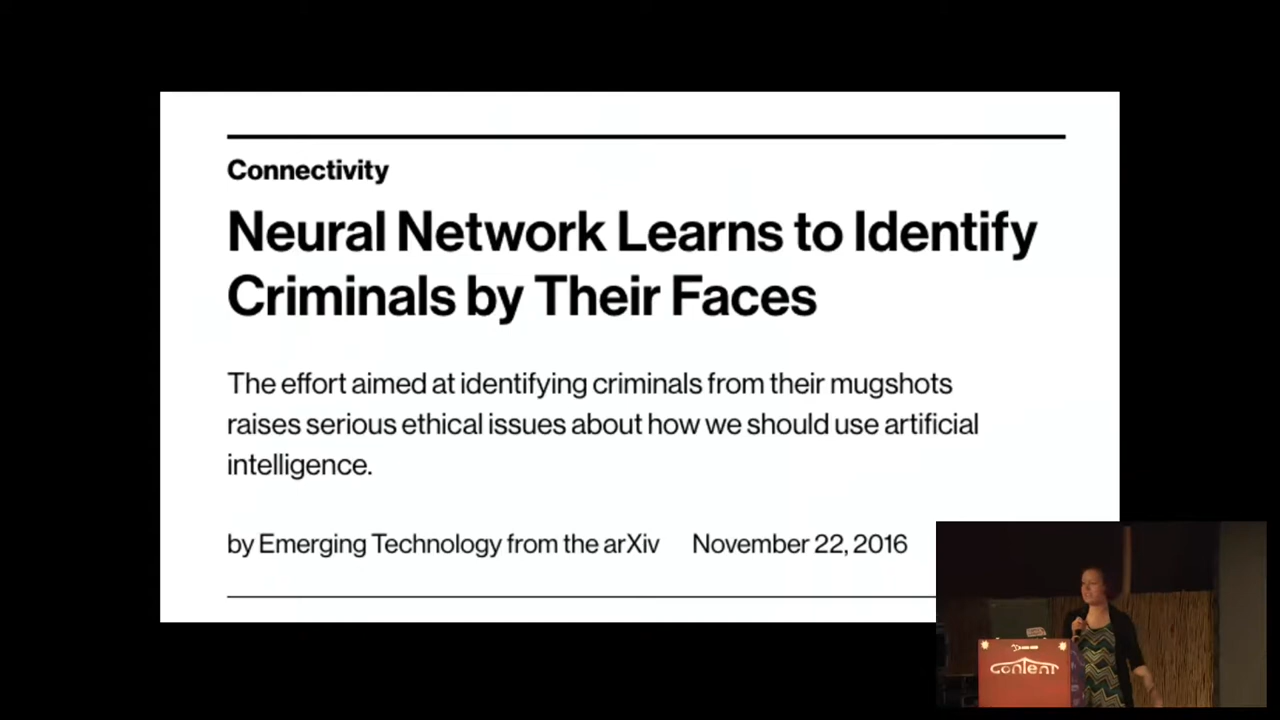 Connectivity
Neural Network Learns to Identify
Criminals by Their Faces
The effort aimed at identifying criminals from their mugshots
raises serious ethical issues about how we should use artificial
intelligence.
by Emerging Technology from the arXiv November 22, 2016
content